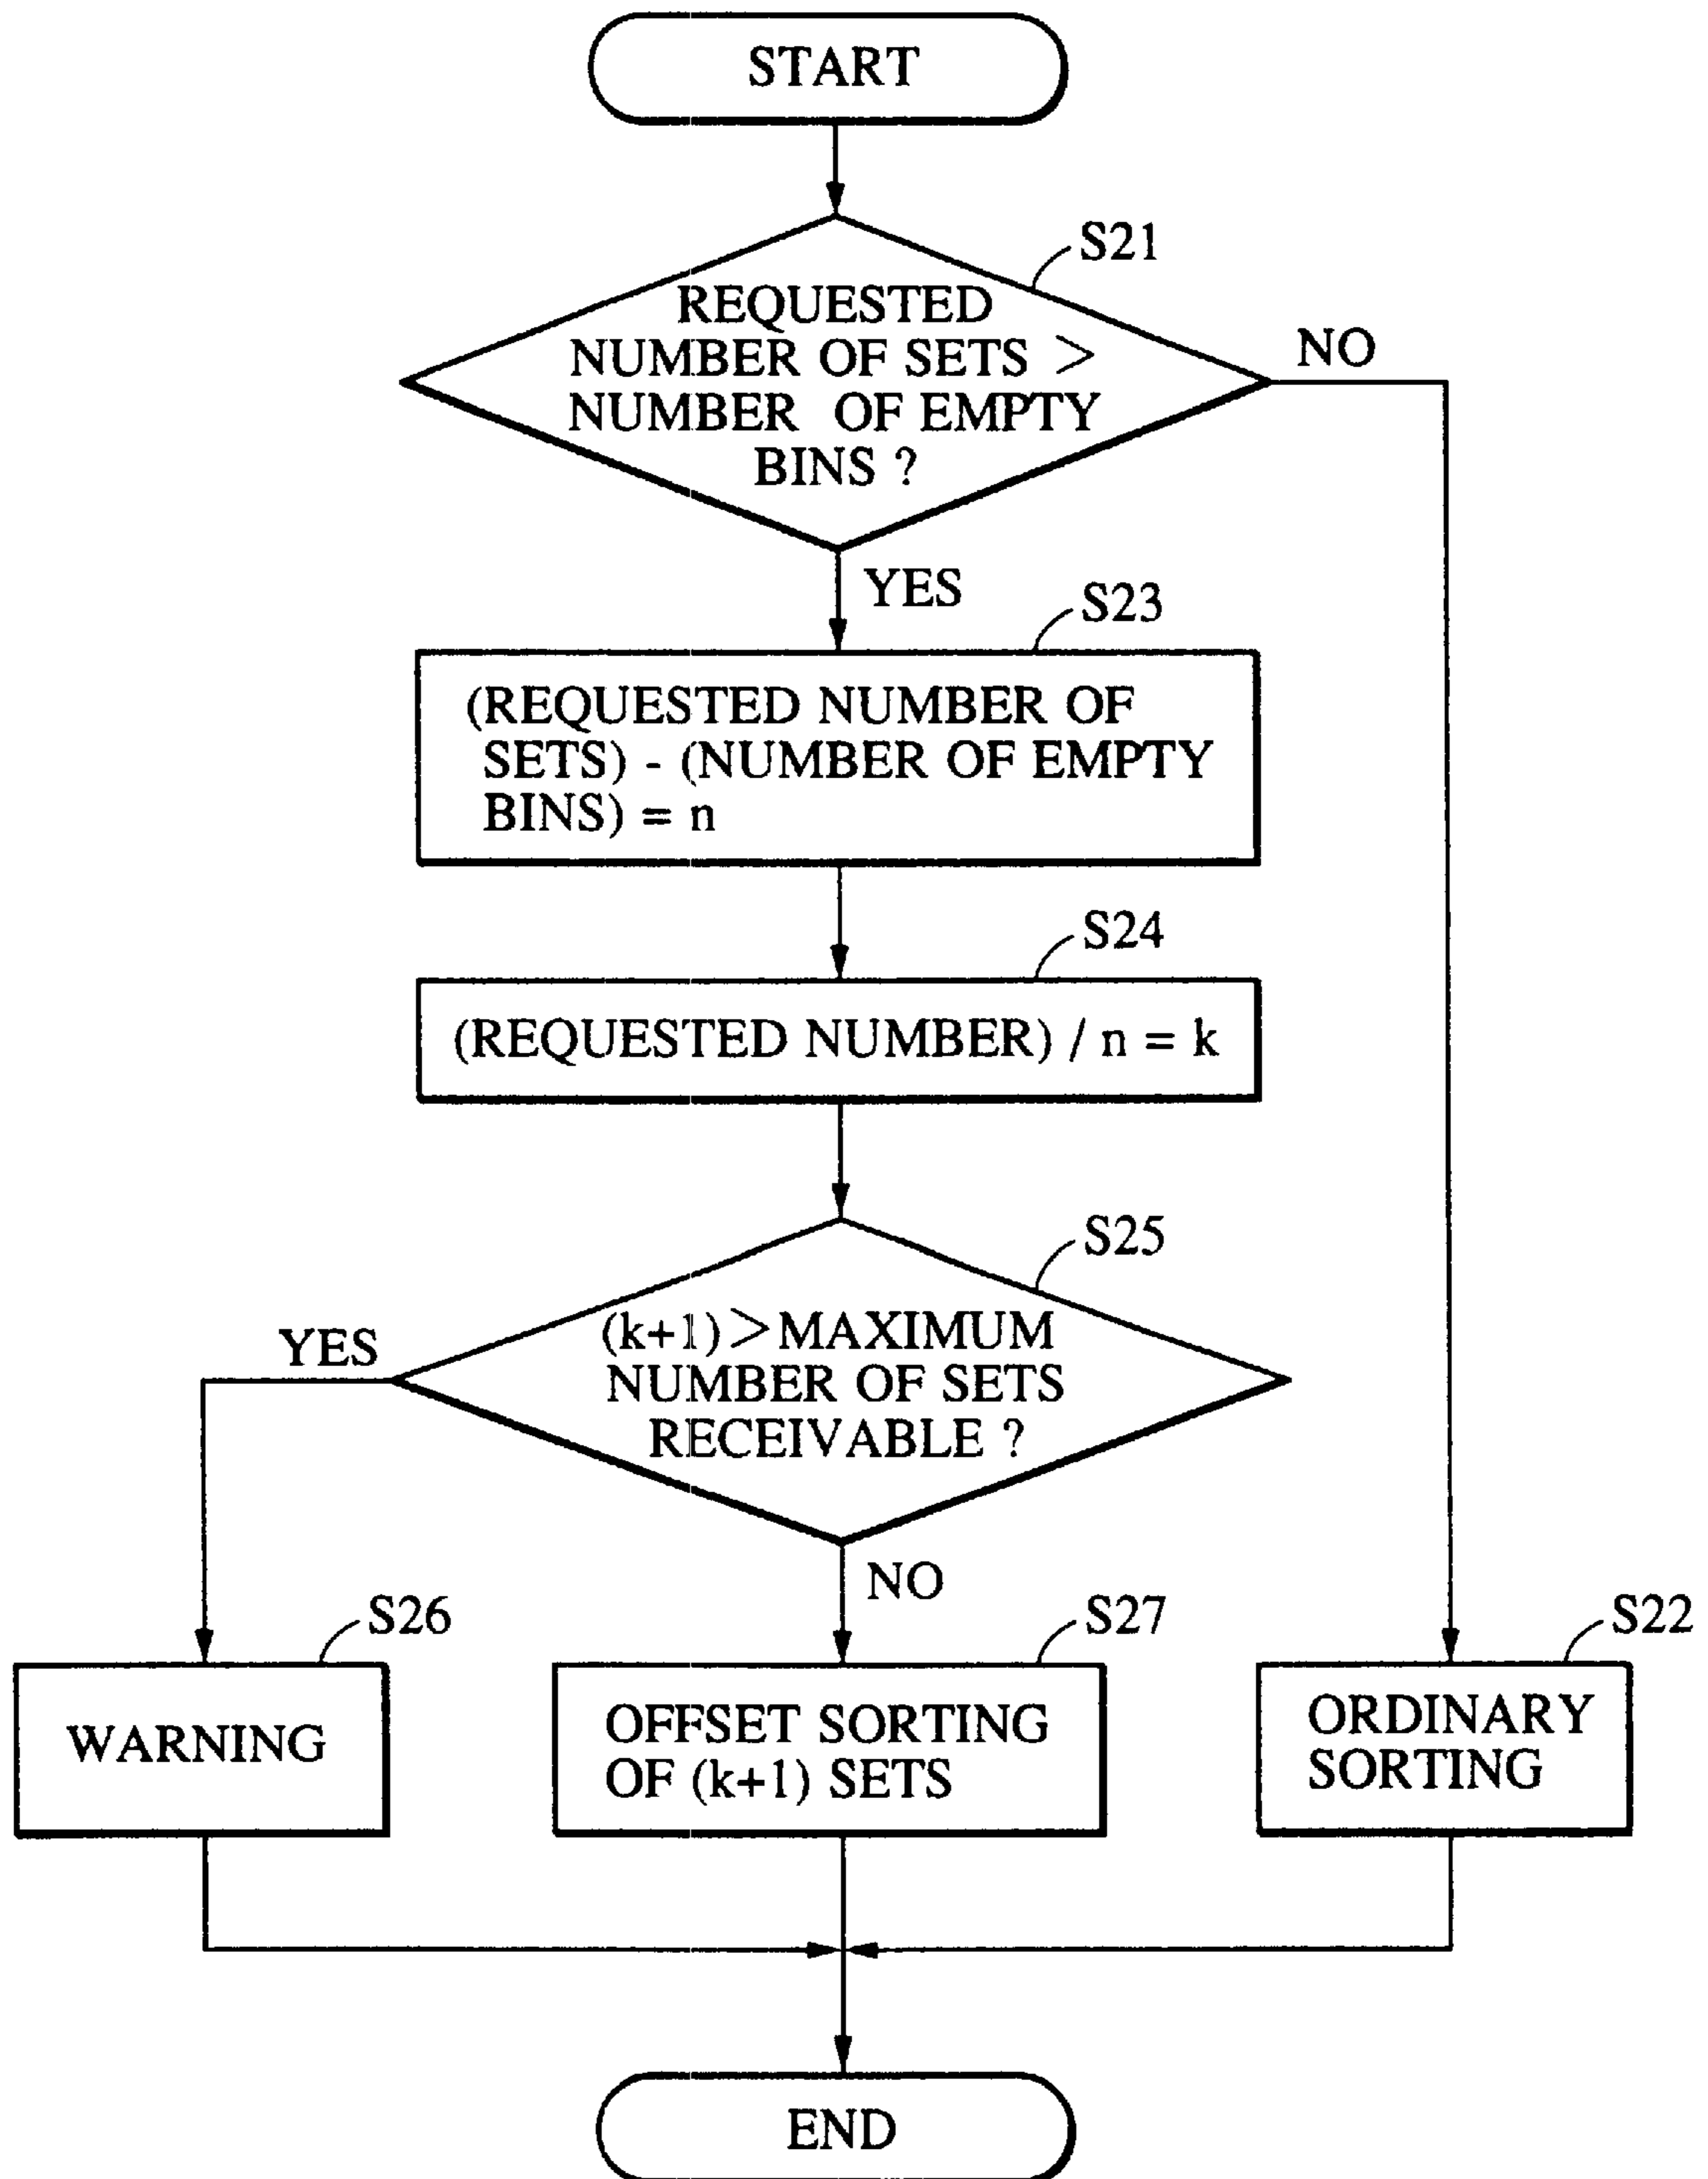 START
S21
REQUESTED
NUMBER OF SETS >
NUMBER OF EMPTY
BINS ?
NO
YES
S23
(REQUESTED NUMBER OF
SETS) - (NUMBER OF EMPTY
BINS) = n
S24
(REQUESTED NUMBER) / n = k
S25
(k+1) > MAXIMUM
NUMBER OF SETS
RECEIVABLE ?
YES
NO
S26
WARNING
S27
OFFSET SORTING
OF (k+1) SETS
S22
ORDINARY
SORTING
END